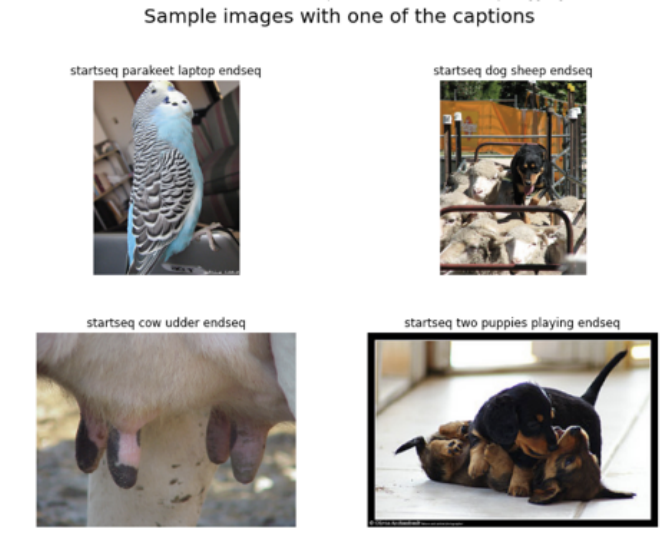 Sample images with one of the captions
startseq parakeet laptop endseq
startseq dog sheep endseq
startseq cow udder endseq
startseq two puppies playing endseq